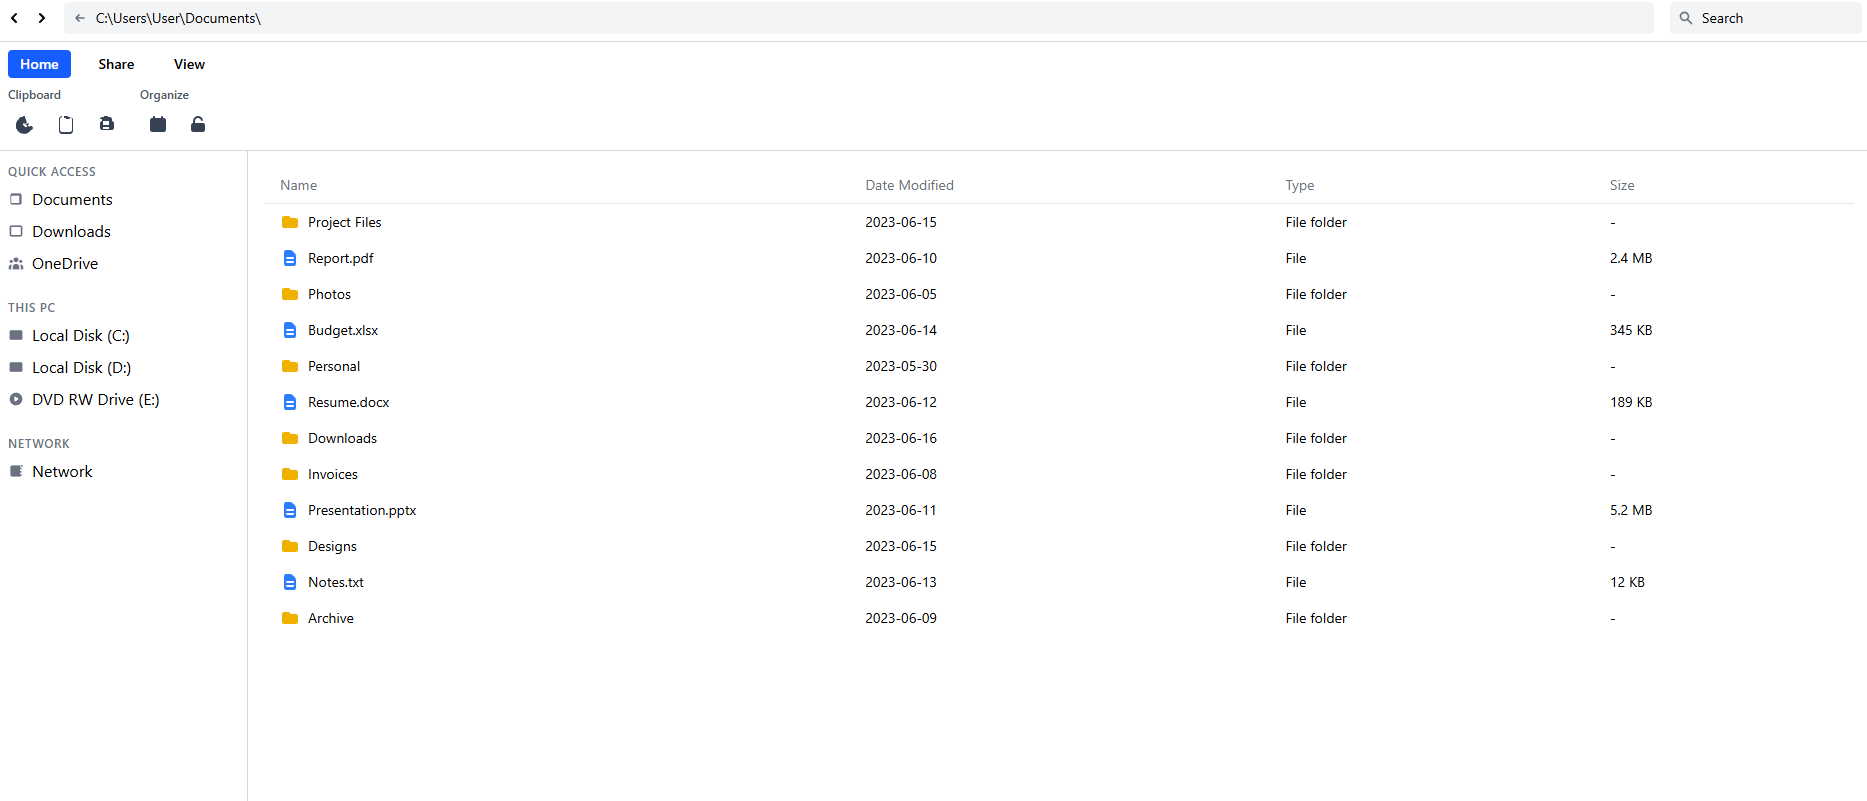 C:\Users\User\Documents\
Search
Home Share View
Clipboard Organize
QUICK ACCESS
Documents
Downloads
OneDrive
THIS PC
Local Disk (C:)
Local Disk (D:)
DVD RW Drive (E:)
NETWORK
Network
Name Date Modified Type Size
Project Files 2023-06-15 File folder -
Report.pdf 2023-06-10 File 2.4 MB
Photos 2023-06-05 File folder -
Budget.xlsx 2023-06-14 File 345 KB
Personal 2023-05-30 File folder -
Resume.docx 2023-06-12 File 189 KB
Downloads 2023-06-16 File folder -
Invoices 2023-06-08 File folder -
Presentation.pptx 2023-06-11 File 5.2 MB
Designs 2023-06-15 File folder -
Notes.txt 2023-06-13 File 12 KB
Archive 2023-06-09 File folder -